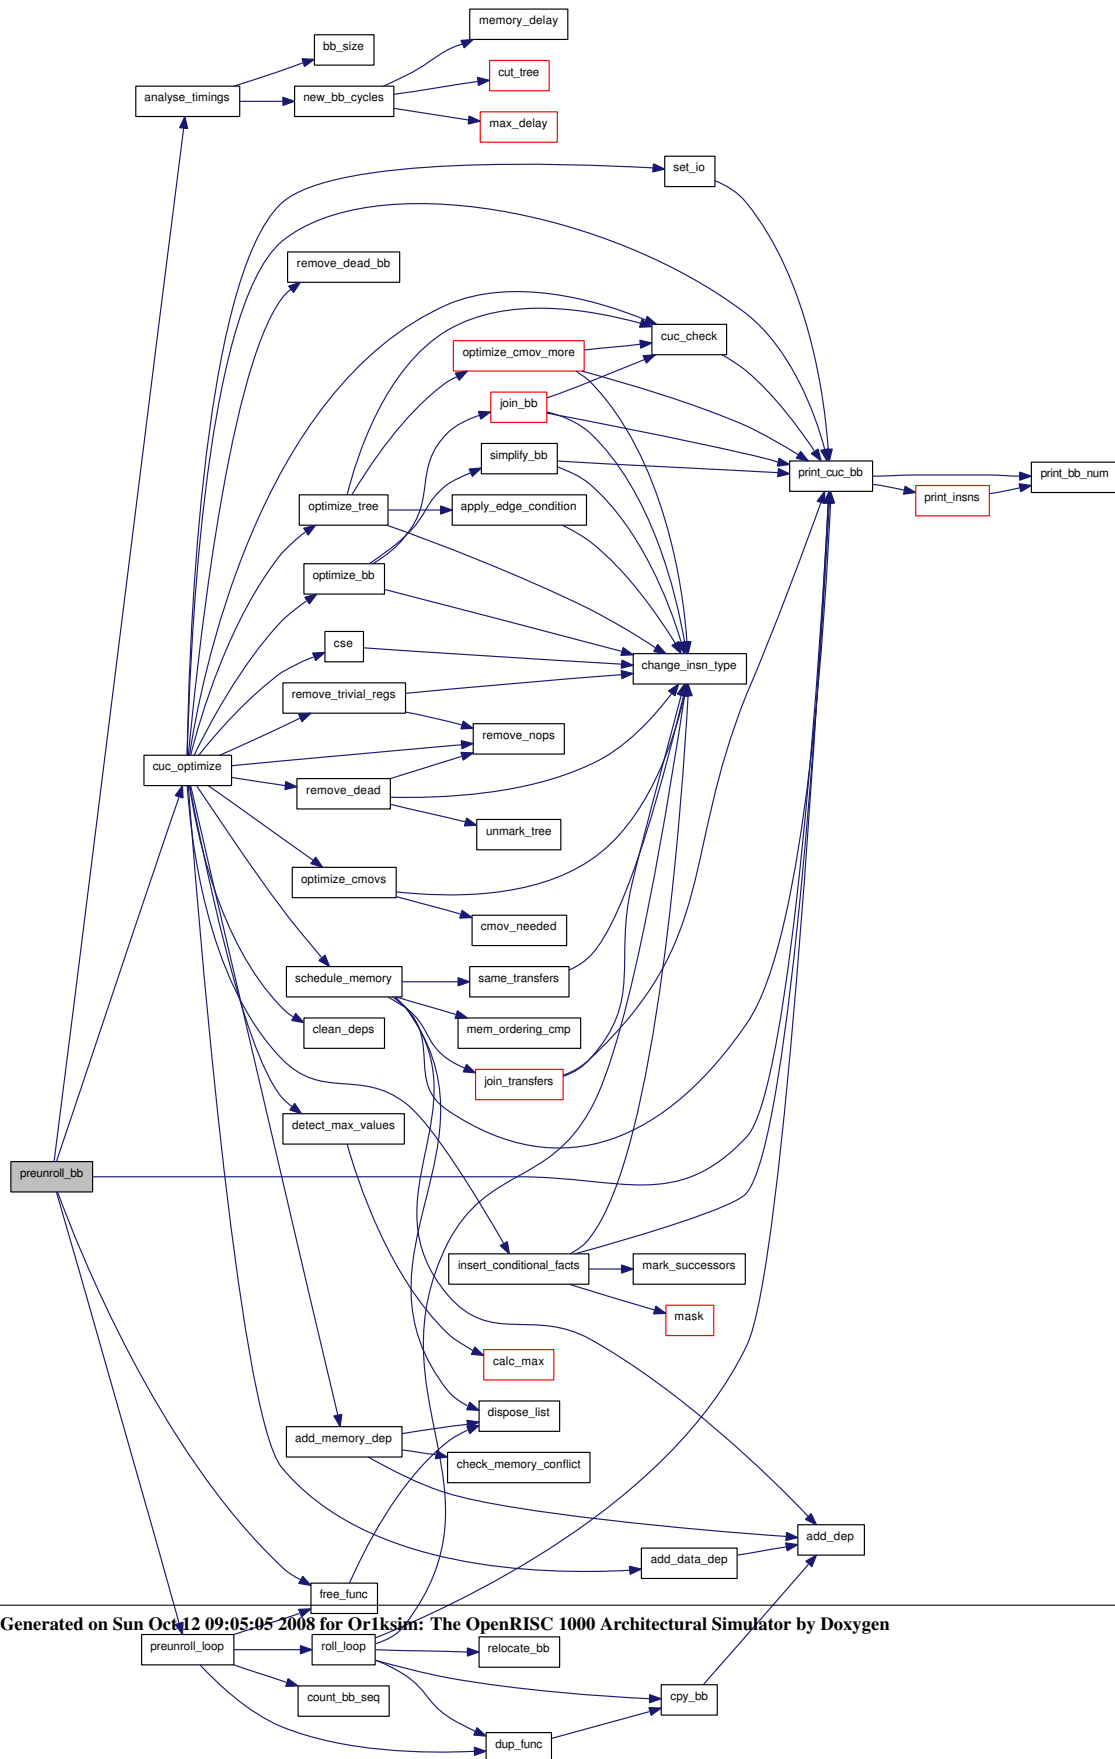 memory_delay
bb_size
cut_tree
analyse_timings
new_bb_cycles
max_delay
set_io
remove_dead_bb
cuc_check
optimize_cmov_more
join_bb
simplify_bb
print_cuc_bb
print_bb_num
print_insns
optimize_tree
apply_edge_condition
optimize_bb
cse
change_insn_type
remove_trivial_regs
remove_nops
cuc_optimize
remove_dead
unmark_tree
optimize_cmovs
cmov_needed
schedule_memory
same_transfers
clean_deps
mem_ordering_cmp
join_transfers
detect_max_values
preunroll_bb
insert_conditional_facts
mark_successors
mask
calc_max
dispose_list
add_memory_dep
check_memory_conflict
add_dep
add_data_dep
free_func
Generated on Sun Oct 12 09:05:05 2008 for Or1ksim: The OpenRISC 1000 Architectural Simulator by Doxygen
preunroll_loop
roll_loop
relocate_bb
count_bb_seq
cpy_bb
dup_func